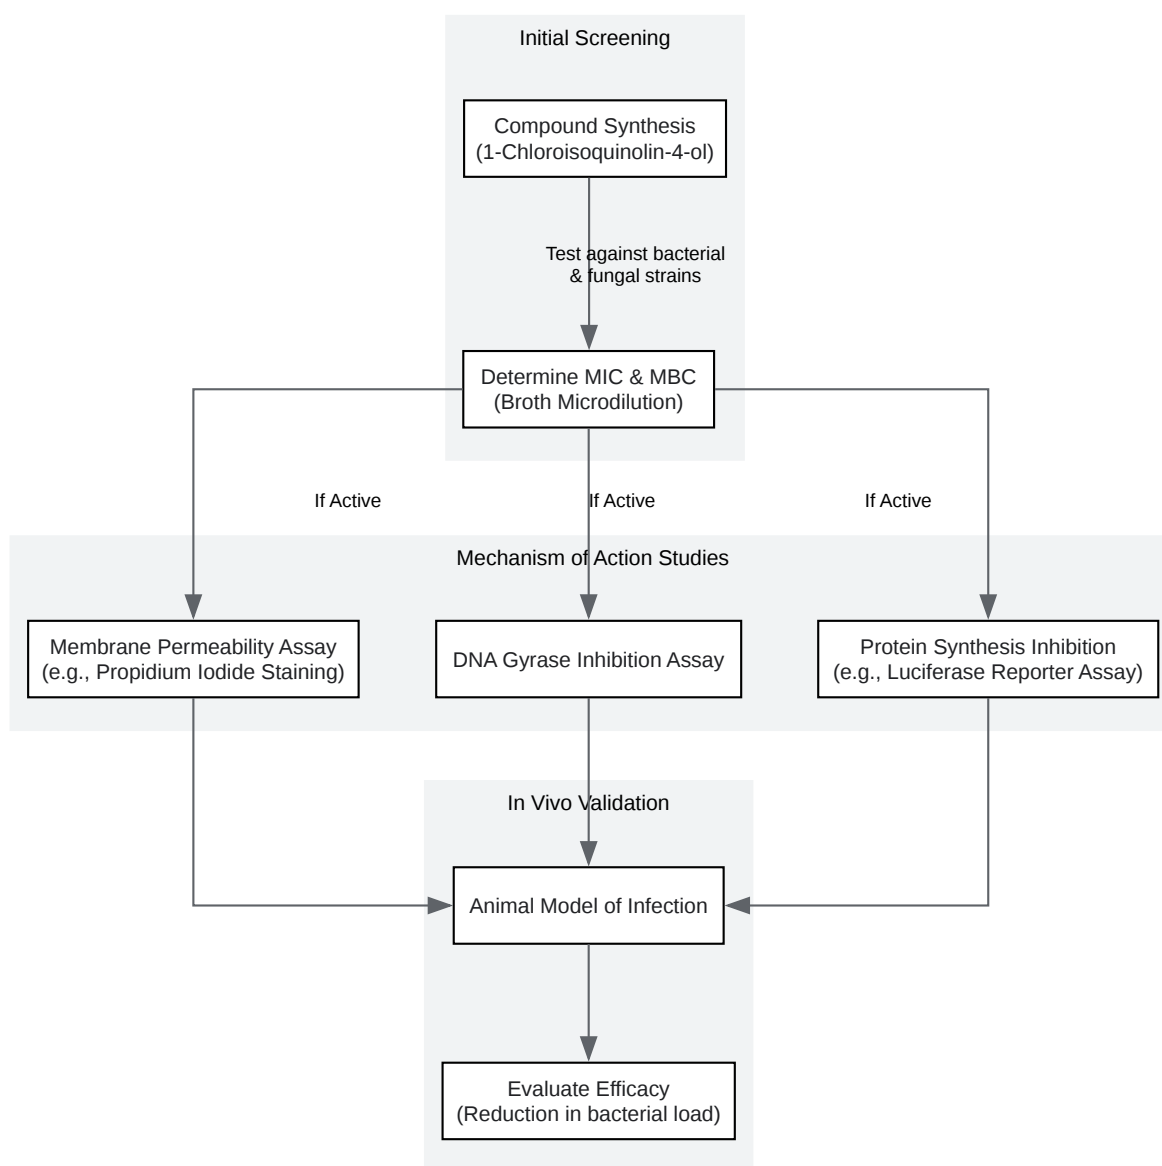 Initial Screening
Compound Synthesis
(1-Chloroisoquinolin-4-ol)
Test against bacterial
& fungal strains
Determine MIC & MBC
(Broth Microdilution)
If Active
If Active
If Active
Mechanism of Action Studies
Membrane Permeability Assay
(e.g., Propidium Iodide Staining)
DNA Gyrase Inhibition Assay
Protein Synthesis Inhibition
(e.g., Luciferase Reporter Assay)
In Vivo Validation
Animal Model of Infection
Evaluate Efficacy
(Reduction in bacterial load)